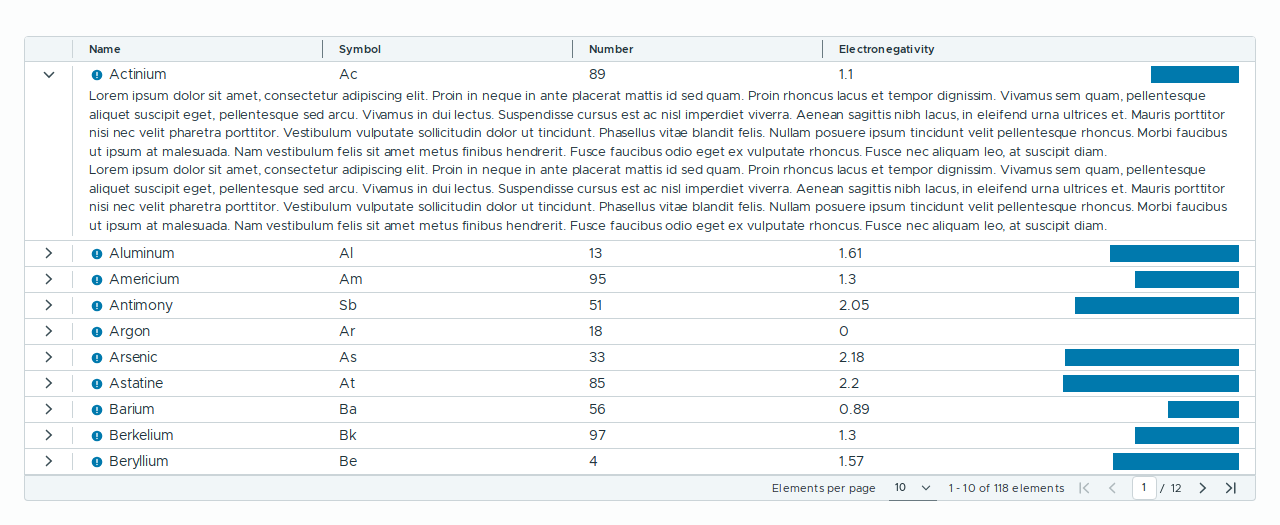 Name Symbol Number Electronegativity
Actinium Ac 89 1.1
Lorem ipsum dolor sit amet, consectetur adipiscing elit. Proin in neque in ante placerat mattis id sed quam. Proin rhoncus lacus et tempor dignissim. Vivamus sem quam, pellentesque
aliquet suscipit eget, pellentesque sed arcu. Vivamus in dui lectus. Suspendisse cursus est ac nisl imperdiet viverra. Aenean sagittis nibh lacus, in eleifend urna ultrices et. Mauris porttitor
nisi nec velit pharetra porttitor. Vestibulum vulputate sollicitudin dolor ut tincidunt. Phasellus vitae blandit felis. Nullam posuere ipsum tincidunt velit pellentesque rhoncus. Morbi faucibus
ut ipsum at malesuada. Nam vestibulum felis sit amet metus finibus hendrerit. Fusce faucibus odio eget ex vulputate rhoncus. Fusce nec aliquam leo, at suscipit diam.
Lorem ipsum dolor sit amet, consectetur adipiscing elit. Proin in neque in ante placerat mattis id sed quam. Proin rhoncus lacus et tempor dignissim. Vivamus sem quam, pellentesque
aliquet suscipit eget, pellentesque sed arcu. Vivamus in dui lectus. Suspendisse cursus est ac nisl imperdiet viverra. Aenean sagittis nibh lacus, in eleifend urna ultrices et. Mauris porttitor
nisi nec velit pharetra porttitor. Vestibulum vulputate sollicitudin dolor ut tincidunt. Phasellus vitae blandit felis. Nullam posuere ipsum tincidunt velit pellentesque rhoncus. Morbi faucibus
ut ipsum at malesuada. Nam vestibulum felis sit amet metus finibus hendrerit. Fusce faucibus odio eget ex vulputate rhoncus. Fusce nec aliquam leo, at suscipit diam.
Aluminum Al 13 1.61
Americium Am 95 1.3
Antimony Sb 51 2.05
Argon Ar 18 0
Arsenic As 33 2.18
Astatine At 85 2.2
Barium Ba 56 0.89
Berkelium Bk 97 1.3
Beryllium Be 4 1.57
Elements per page 10 1 - 10 of 118 elements 1 / 12